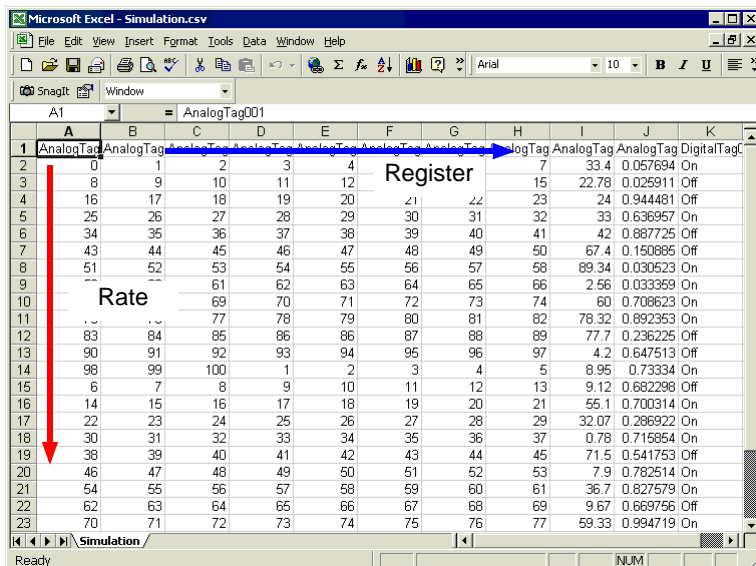 Microsoft Excel - Simulation.csv
File Edit View Insert Format Tools Data Window Help
Arial 10 B I U
SnagIt Window
A1 = AnalogTag001
A B C D E F G H I J K
1 AnalogTag AnalogTag AnalogTag AnalogTag AnalogTag AnalogTag AnalogTag AnalogTag AnalogTag AnalogTag DigitalTag
2 0 1 2 3 4 7 33.4 0.057694 On
Register
3 8 9 10 11 12 15 22.78 0.025911 Off
4 16 17 18 19 20 21 22 23 24 0.944481 Off
5 25 26 27 28 29 30 31 32 33 0.636957 On
6 34 35 36 37 38 39 40 41 42 0.887725 Off
7 43 44 45 46 47 48 49 50 67.4 0.150885 Off
8 51 52 53 54 55 56 57 58 89.34 0.030523 On
9 61 62 63 64 65 66 2.56 0.033359 On
Rate
10 69 70 71 72 73 74 60 0.708623 On
11 77 78 79 80 81 82 78.32 0.892353 On
12 83 84 85 86 86 87 88 89 77.7 0.236225 Off
13 90 91 92 93 94 95 96 97 4.2 0.647513 Off
14 98 99 100 1 2 3 4 5 8.95 0.73334 On
15 6 7 8 9 10 11 12 13 9.12 0.682298 Off
16 14 15 16 17 18 19 20 21 55.1 0.700314 On
17 22 23 24 25 26 27 28 29 32.07 0.286922 On
18 30 31 32 33 34 35 36 37 0.78 0.715854 On
19 38 39 40 41 42 43 44 45 71.5 0.541753 Off
20 46 47 48 49 50 51 52 53 7.9 0.782514 On
21 54 55 56 57 58 59 60 61 36.7 0.827579 On
22 62 63 64 65 66 67 68 69 9.67 0.669756 Off
23 70 71 72 73 74 75 76 77 59.33 0.994719 On
Simulation
Ready NUM